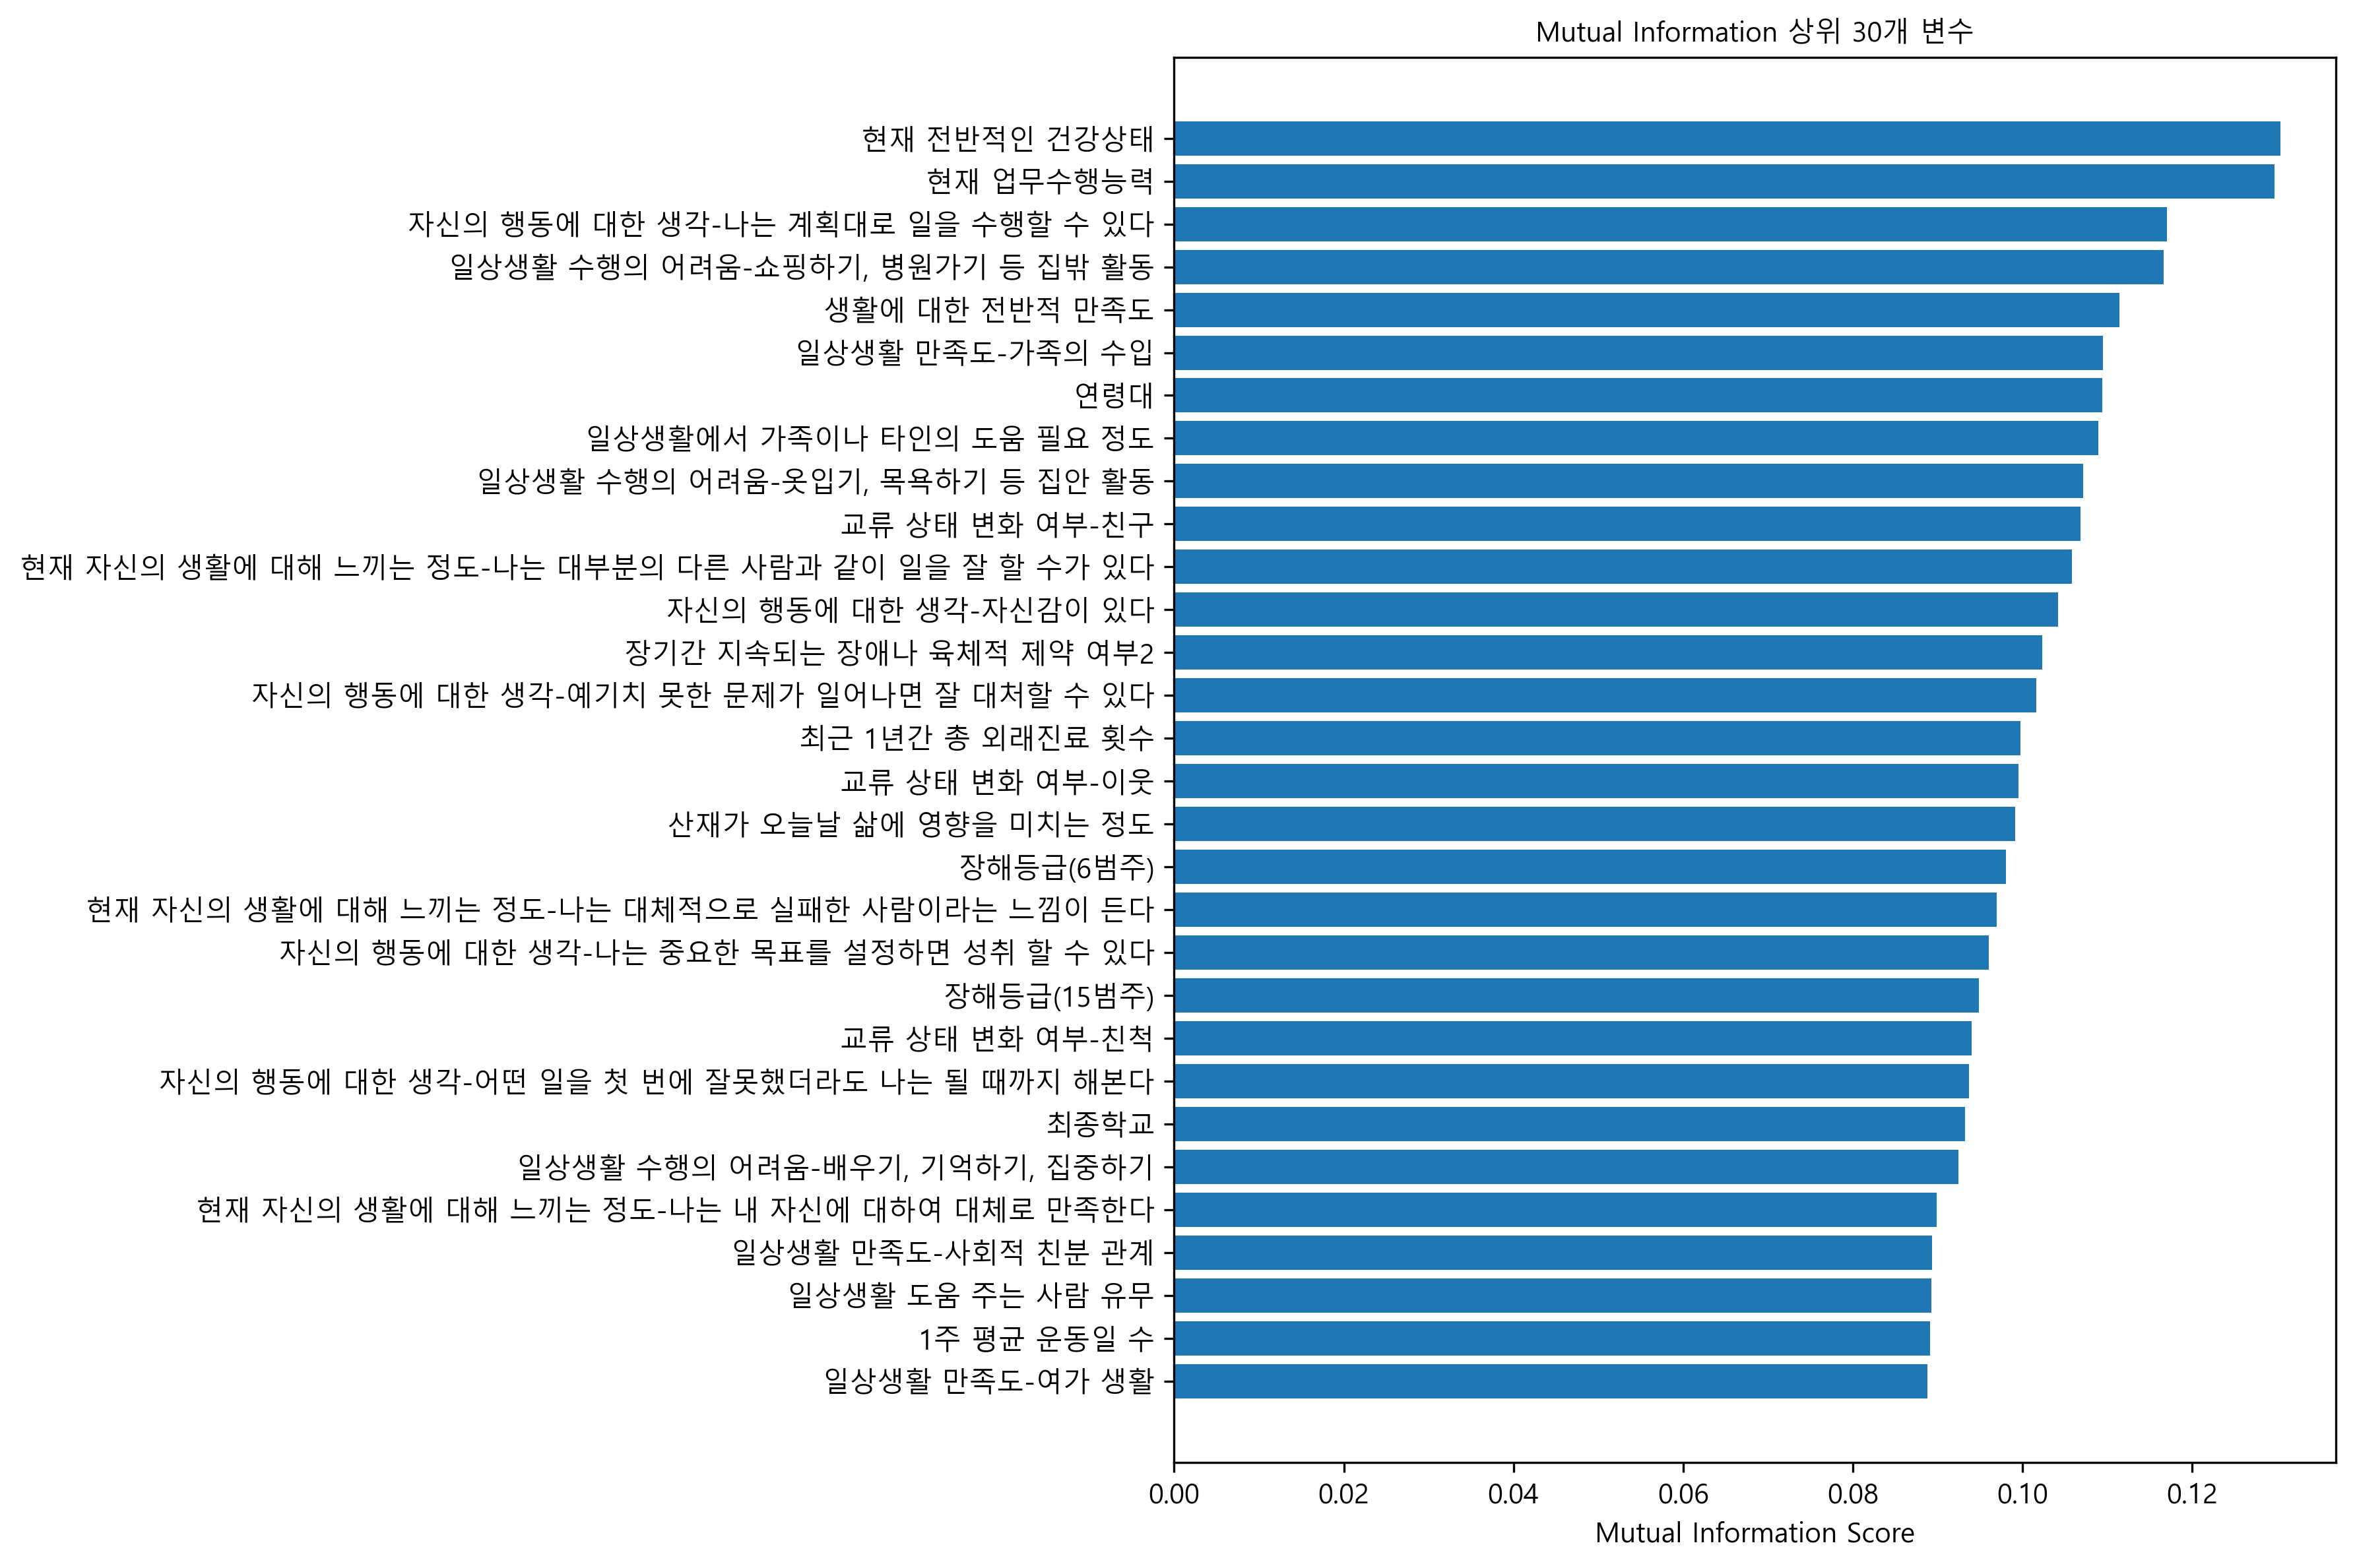 Mutual Information 상위 30개 변수
현재 전반적인 건강상태
현재 업무수행능력
자신의 행동에 대한 생각-나는 계획대로 일을 수행할 수 있다
일상생활 수행의 어려움-쇼핑하기, 병원가기 등 집밖 활동
생활에 대한 전반적 만족도
일상생활 만족도-가족의 수입
연령대
일상생활에서 가족이나 타인의 도움 필요 정도
일상생활 수행의 어려움-옷입기, 목욕하기 등 집안 활동
교류 상태 변화 여부-친구
현재 자신의 생활에 대해 느끼는 정도-나는 대부분의 다른 사람과 같이 일을 잘 할 수가 있다
자신의 행동에 대한 생각-자신감이 있다
장기간 지속되는 장애나 육체적 제약 여부2
자신의 행동에 대한 생각-예기치 못한 문제가 일어나면 잘 대처할 수 있다
최근 1년간 총 외래진료 횟수
교류 상태 변화 여부-이웃
산재가 오늘날 삶에 영향을 미치는 정도
장해등급(6범주)
현재 자신의 생활에 대해 느끼는 정도-나는 대체적으로 실패한 사람이라는 느낌이 든다
자신의 행동에 대한 생각-나는 중요한 목표를 설정하면 성취 할 수 있다
장해등급(15범주)
교류 상태 변화 여부-친척
자신의 행동에 대한 생각-어떤 일을 첫 번에 잘못했더라도 나는 될 때까지 해본다
최종학교
일상생활 수행의 어려움-배우기, 기억하기, 집중하기
현재 자신의 생활에 대해 느끼는 정도-나는 내 자신에 대하여 대체로 만족한다
일상생활 만족도-사회적 친분 관계
일상생활 도움 주는 사람 유무
1주 평균 운동일 수
일상생활 만족도-여가 생활
0.00 0.02 0.04 0.06 0.08 0.10 0.12
Mutual Information Score